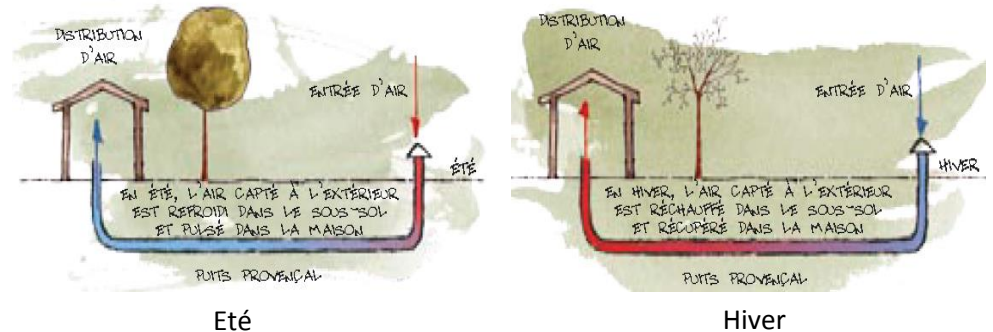 DISTRIBUTION
D'AIR
ENTRÉE D'AIR
ÉTÉ
EN ÉTÉ, L'AIR CAPTÉ À L'EXTÉRIEUR
EST REFROIDI DANS LE SOUS-SOL
ET PULSÉ DANS LA MAISON
PUITS PROVENÇAL
Eté
DISTRIBUTION
D'AIR
ENTRÉE D'AIR
HIVER
EN HIVER, L'AIR CAPTÉ À L'EXTÉRIEUR
EST RÉCHAUFFÉ DANS LE SOUS-SOL
ET RÉCUPÉRÉ DANS LA MAISON
PUITS PROVENÇAL
Hiver